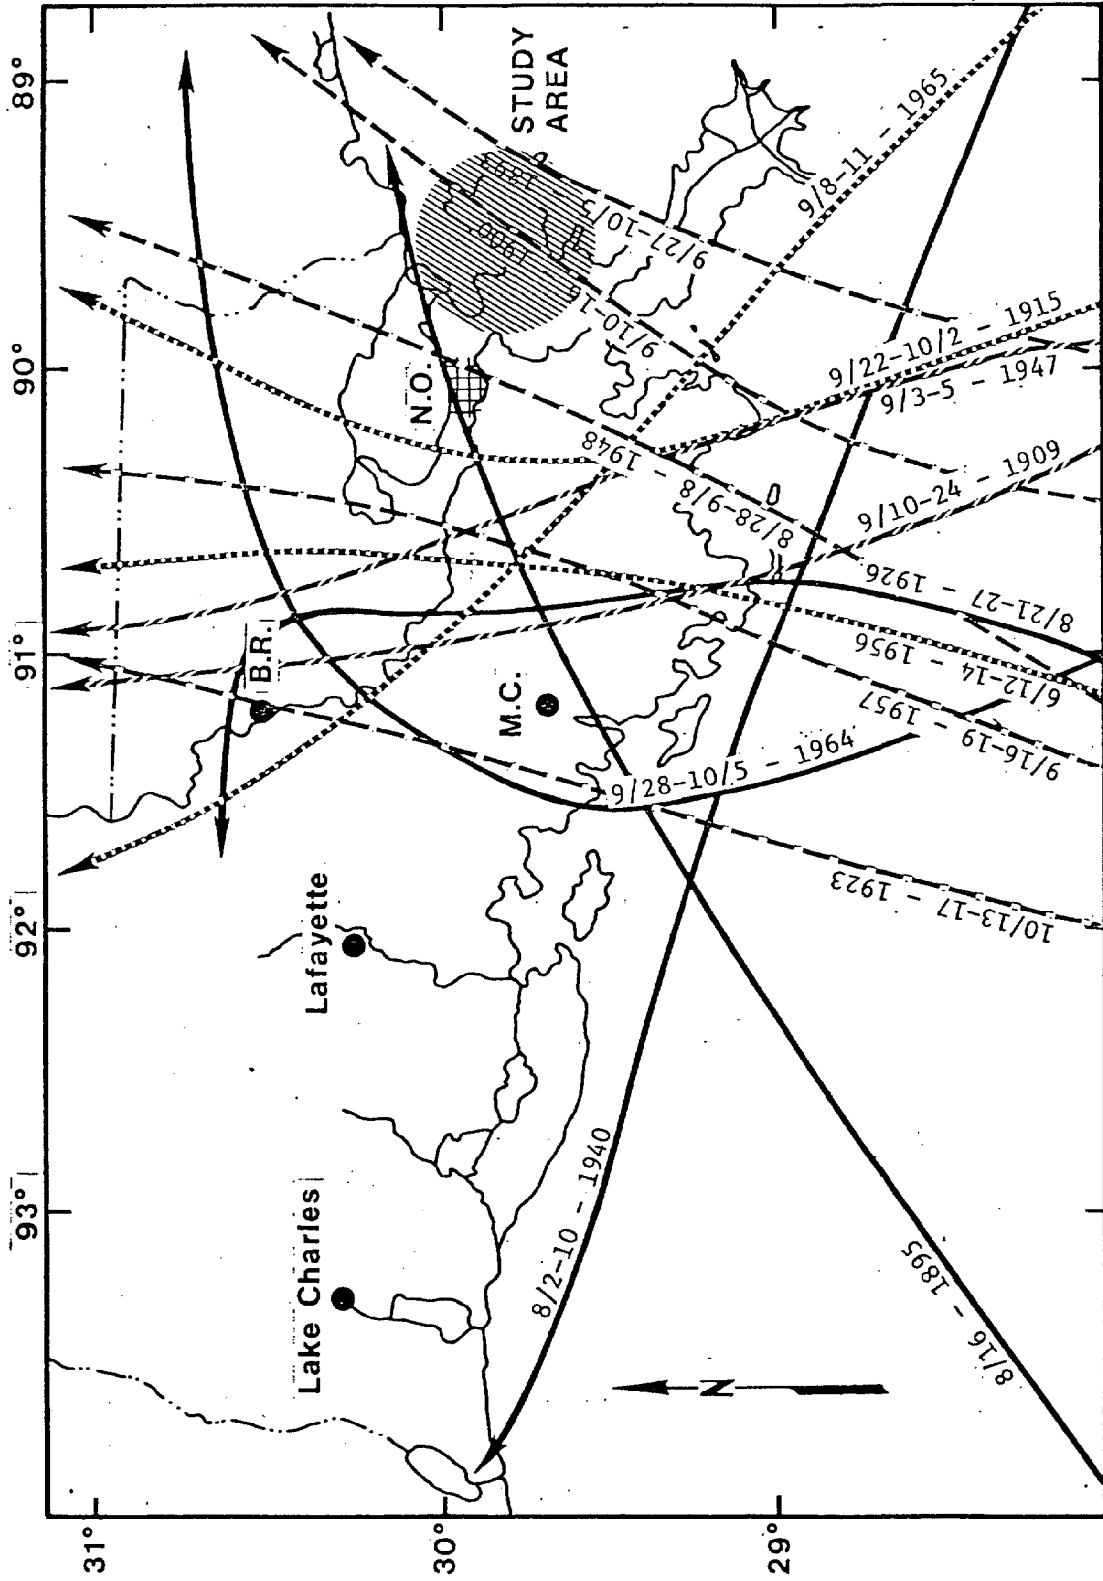 31°
30°
29°
93°
92°
91°
90°
89°
Lake Charles
Lafayette
B.R.
M.C.
N.O.
STUDY
AREA
N
8/16 - 1895
8/2-10 - 1940
10/13-17 - 1923
9/28-10/5 - 1964
9/16-19 - 1957
6/12-14 - 1956
8/21-27 - 1926
8/28-9/8 - 1948
9/10-24 - 1909
9/3-5 - 1947
9/22-10/2 - 1915
9/10-16 - 1900
9/27-10/5 - 1893
9/8-11 - 1965